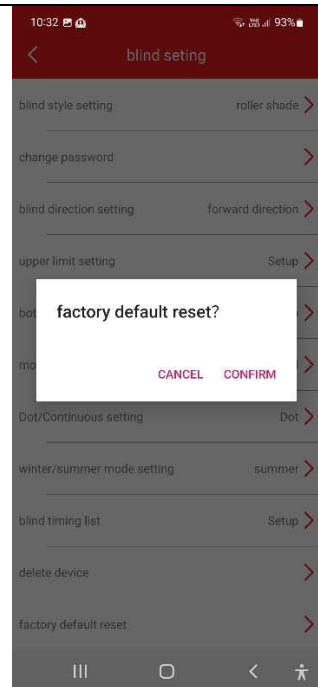 10:32 93%
blind seting
blind style setting roller shade
change password
blind direction setting forward direction
upper limit setting Setup
bot
factory default reset?
mo
CANCEL CONFIRM
Dot/Continuous setting Dot
winter/summer mode setting summer
blind timing list Setup
delete device
factory default reset